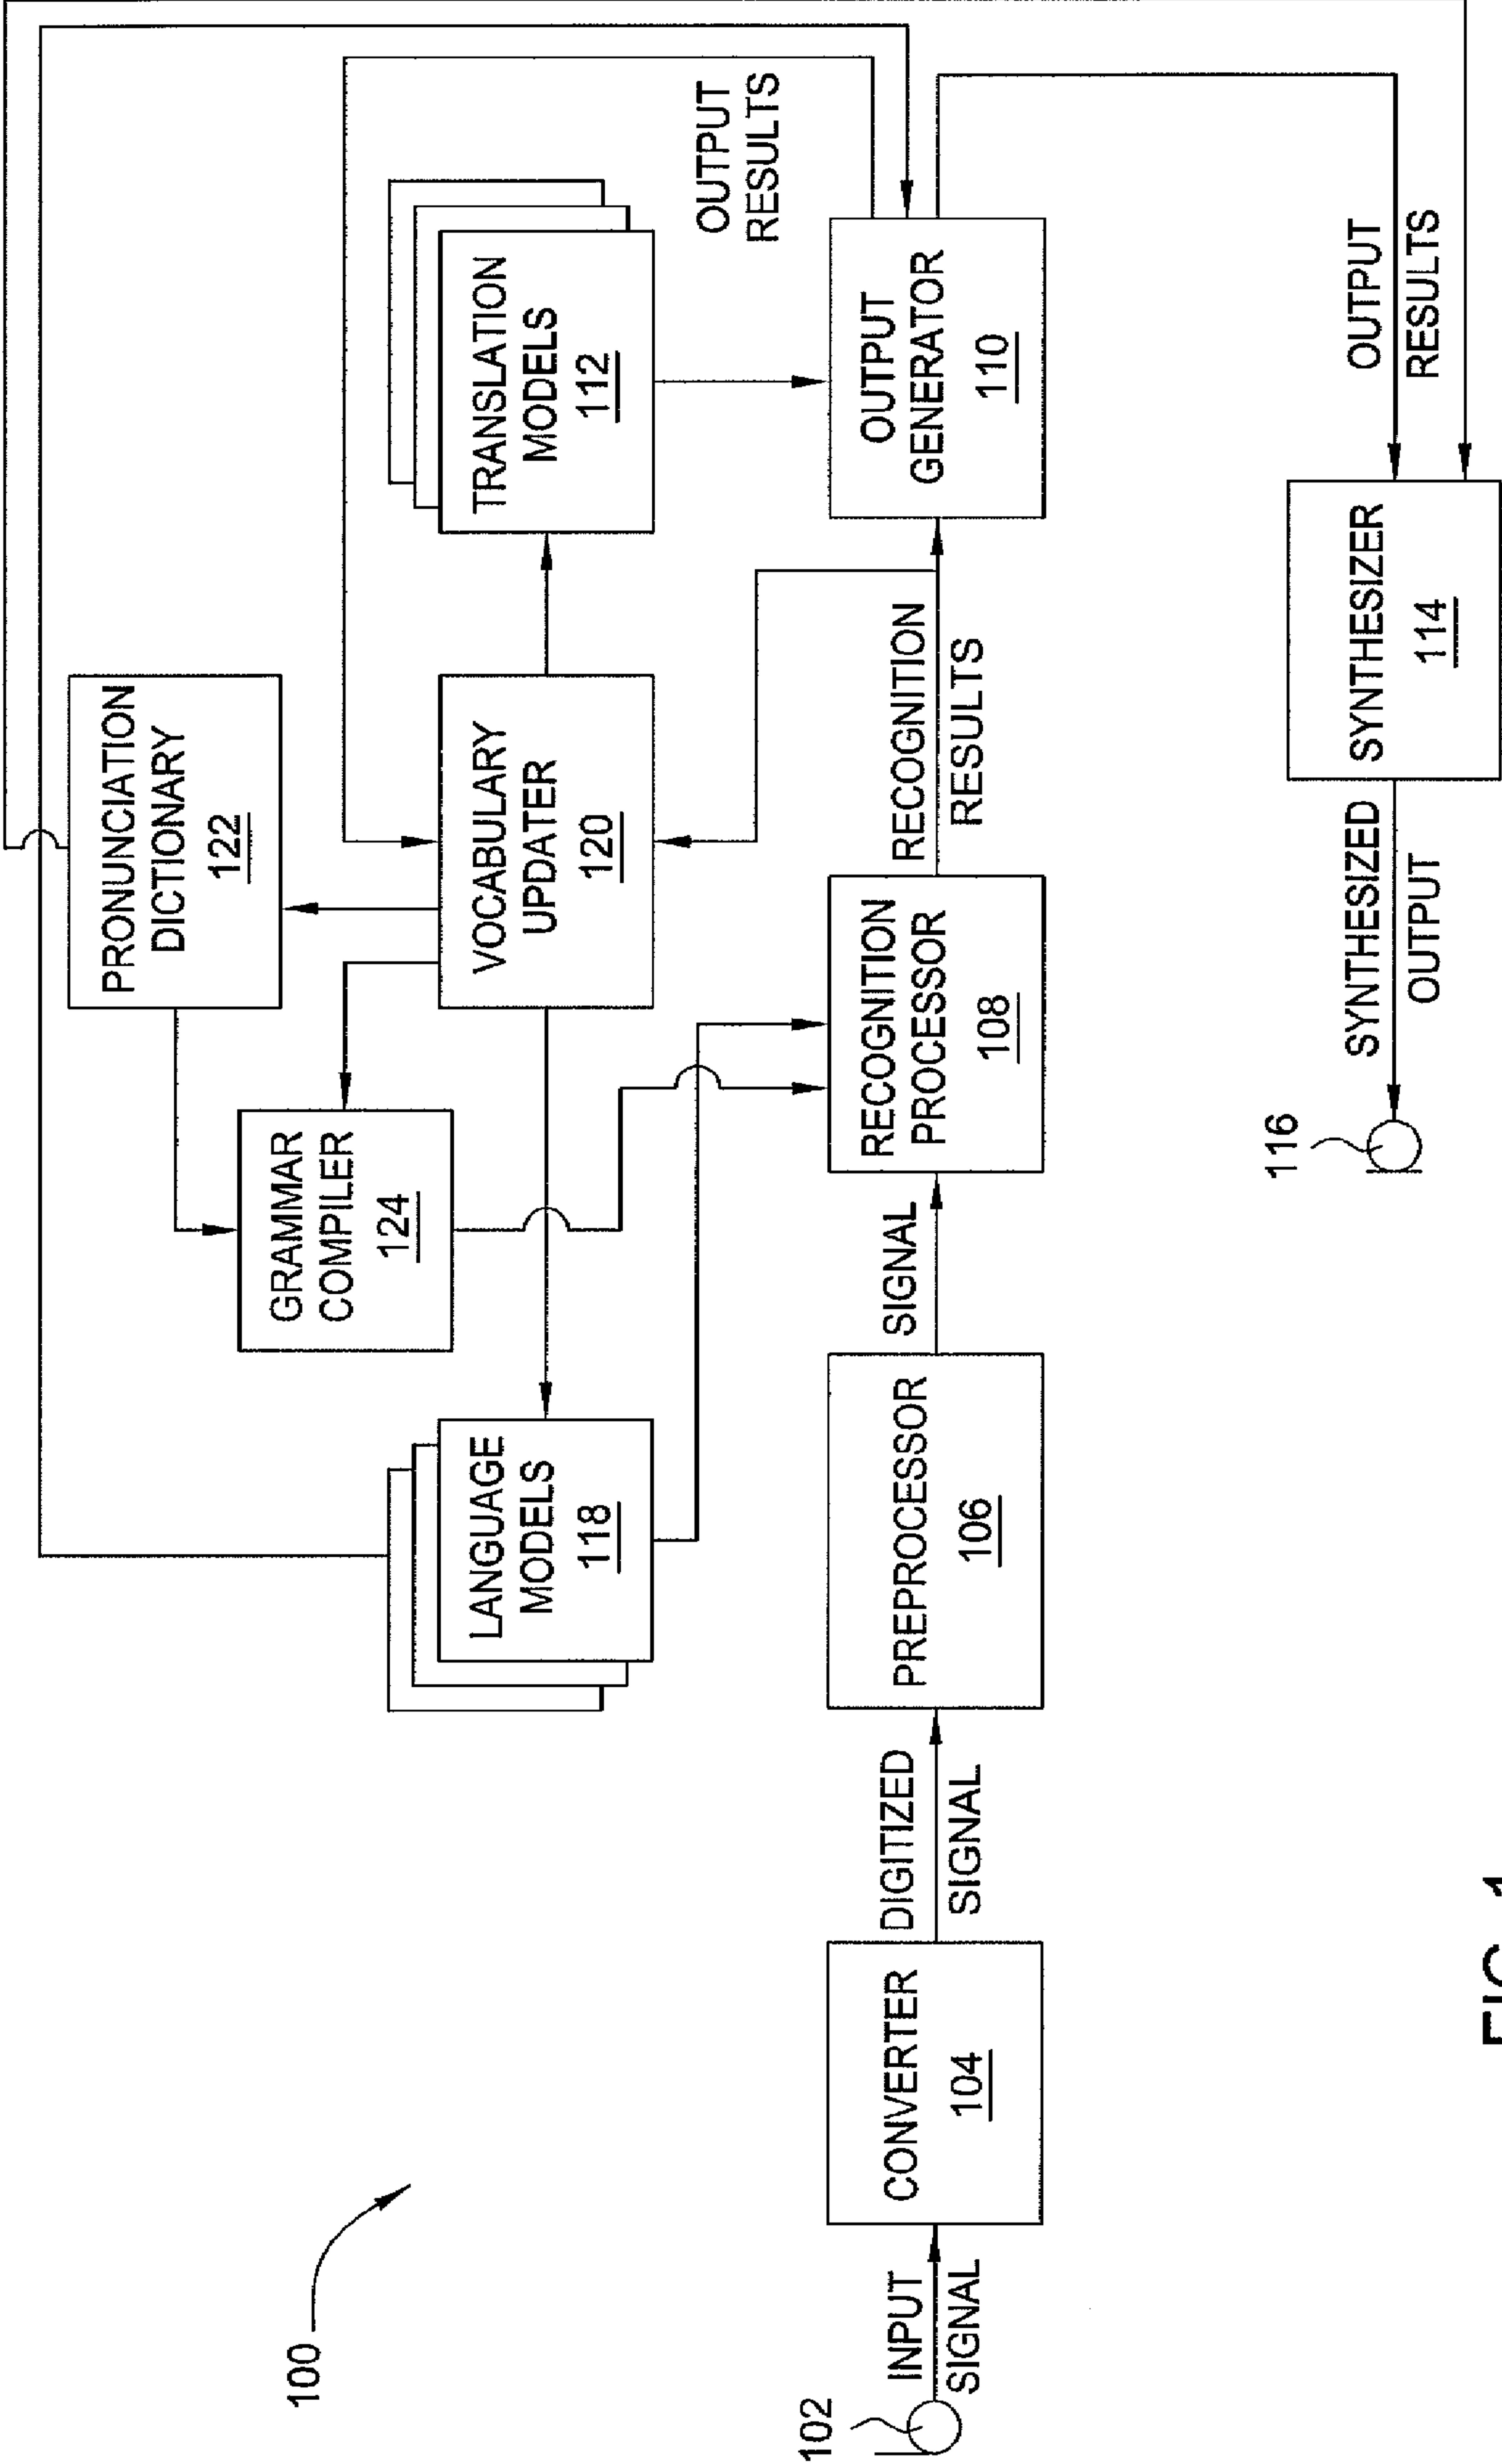 100
PRONUNCIATION
DICTIONARY
122
GRAMMAR
COMPILER
124
LANGUAGE
MODELS
118
VOCABULARY
UPDATER
120
TRANSLATION
MODELS
112
OUTPUT
RESULTS
102
INPUT
SIGNAL
CONVERTER
104
DIGITIZED
SIGNAL
PREPROCESSOR
106
SIGNAL
RECOGNITION
PROCESSOR
108
RECOGNITION
RESULTS
OUTPUT
GENERATOR
110
116
SYNTHESIZED
OUTPUT
SYNTHESIZER
114
OUTPUT
RESULTS